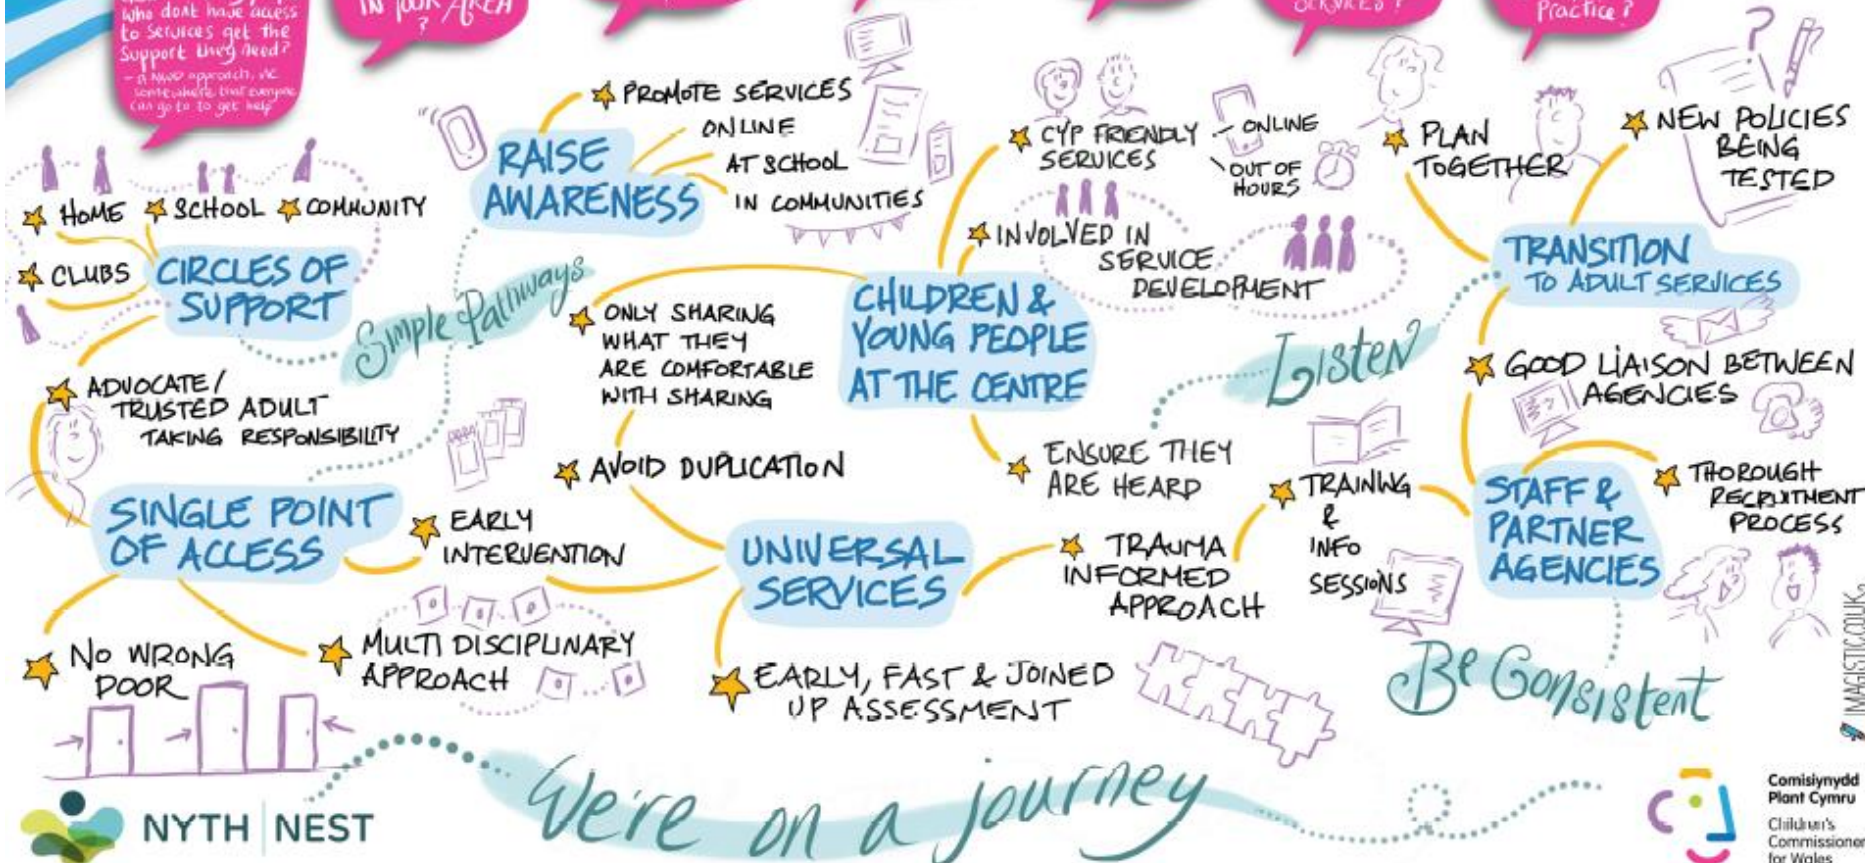 who dont have access
to services get the
support they need?
- a NWD approach, ie
somewhere that everyone
can go to to get help
IN YOUR AREA
?
SERVICES?
Practice?
HOME
SCHOOL
COMMUNITY
CLUBS
CIRCLES OF
SUPPORT
ADVOCATE/
TRUSTED ADULT
TAKING RESPONSIBILITY
Simple Pathways
RAISE
AWARENESS
PROMOTE SERVICES
ONLINE
AT SCHOOL
IN COMMUNITIES
CHILDREN &
YOUNG PEOPLE
AT THE CENTRE
CYP FRIENDLY
SERVICES
ONLINE
OUT OF
HOURS
INVOLVED IN
SERVICE
DEVELOPMENT
ONLY SHARING
WHAT THEY
ARE COMFORTABLE
WITH SHARING
AVOID DUPLICATION
ENSURE THEY
ARE HEARD
Listen
PLAN
TOGETHER
NEW POLICIES
BEING
TESTED
TRANSITION
TO ADULT SERVICES
GOOD LIAISON BETWEEN
AGENCIES
STAFF &
PARTNER
AGENCIES
THOROUGH
RECRUITMENT
PROCESS
TRAINING
&
INFO
SESSIONS
Be Consistent
SINGLE POINT
OF ACCESS
EARLY
INTERVENTION
NO WRONG
DOOR
MULTI DISCIPLINARY
APPROACH
UNIVERSAL
SERVICES
TRAUMA
INFORMED
APPROACH
EARLY, FAST & JOINED
UP ASSESSMENT
We're on a journey
NYTH | NEST
IMAGISTIC.CO.UK
Comisiynydd
Plant Cymru
Children's
Commissioner
for Wales